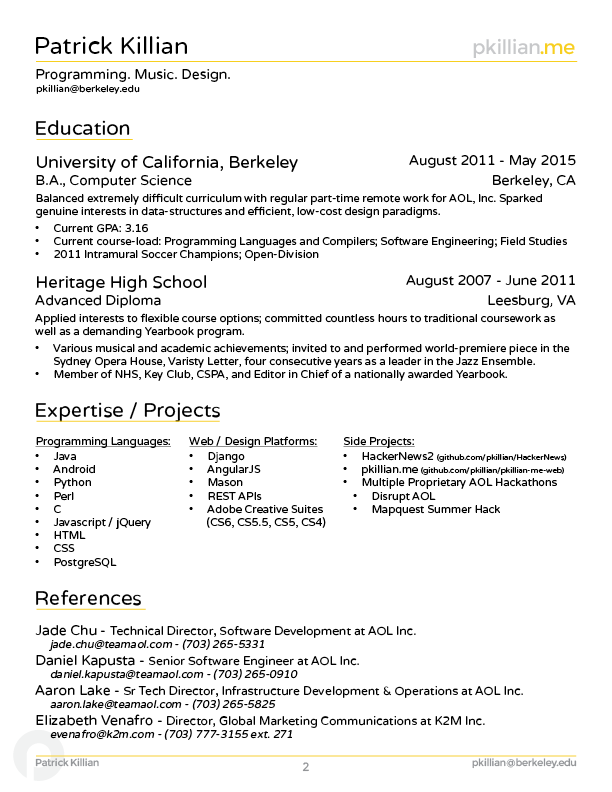 Patrick Killian
pkillian.me
Programming. Music. Design.
pkillian@berkeley.edu
Education
University of California, Berkeley
August 2011 - May 2015
B.A., Computer Science
Berkeley, CA
Balanced extremely difficult curriculum with regular part-time remote work for AOL, Inc. Sparked
genuine interests in data-structures and efficient, low-cost design paradigms.
• Current GPA: 3.16
• Current course-load: Programming Languages and Compilers; Software Engineering; Field Studies
• 2011 Intramural Soccer Champions; Open-Division
Heritage High School
August 2007 - June 2011
Advanced Diploma
Leesburg, VA
Applied interests to flexible course options; committed countless hours to traditional coursework as
well as a demanding Yearbook program.
• Various musical and academic achievements; invited to and performed world-premiere piece in the
Sydney Opera House, Varisty Letter, four consecutive years as a leader in the Jazz Ensemble.
• Member of NHS, Key Club, CSPA, and Editor in Chief of a nationally awarded Yearbook.
Expertise / Projects
Programming Languages:
• Java
• Android
• Python
• Perl
• C
• Javascript / jQuery
• HTML
• CSS
• PostgreSQL
Web / Design Platforms:
• Django
• AngularJS
• Mason
• REST APIs
• Adobe Creative Suites
(CS6, CS5.5, CS5, CS4)
Side Projects:
• HackerNews2 (github.com/pkillian/HackerNews)
• pkillian.me (github.com/pkillian/pkillian-me-web)
• Multiple Proprietary AOL Hackathons
• Disrupt AOL
• Mapquest Summer Hack
References
Jade Chu - Technical Director, Software Development at AOL Inc.
jade.chu@teamaol.com - (703) 265-5331
Daniel Kapusta - Senior Software Engineer at AOL Inc.
daniel.kapusta@teamaol.com - (703) 265-0910
Aaron Lake - Sr Tech Director, Infrastructure Development & Operations at AOL Inc.
aaron.lake@teamaol.com - (703) 265-5825
Elizabeth Venafro - Director, Global Marketing Communications at K2M Inc.
evenafro@k2m.com - (703) 777-3155 ext. 271
Patrick Killian
2
pkillian@berkeley.edu